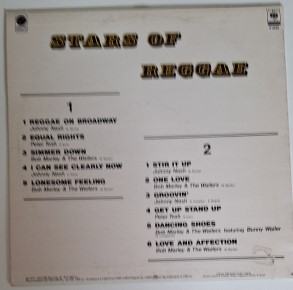 STARS OF
REGGAE
1
1 REGGAE ON BROADWAY
Johnny Nash
2 EQUAL RIGHTS
Peter Tosh
3 SIMMER DOWN
Bob Marley & The Wailers
4 I CAN SEE CLEARLY NOW
Johnny Nash
5 LONESOME FEELING
Bob Marley & The Wailers
2
1 STIR IT UP
Johnny Nash
2 ONE LOVE
Bob Marley & The Wailers
3 GROOVIN'
Johnny Nash
4 GET UP STAND UP
Peter Tosh
5 DANCING SHOES
Bob Marley & The Wailers featuring Bunny Wailer
6 LOVE AND AFFECTION
Bob Marley & The Wailers